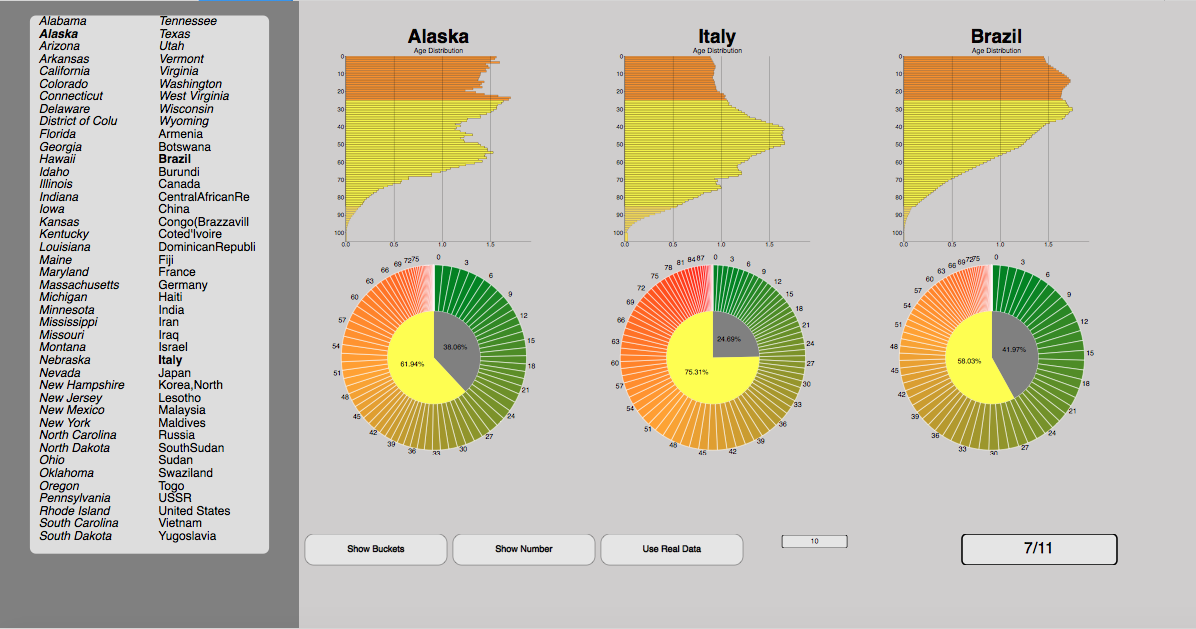 Alabama Tennessee
Alaska Texas
Arizona Utah
Arkansas Vermont
California Virginia
Colorado Washington
Connecticut West Virginia
Delaware Wisconsin
District of Colu Wyoming
Florida Armenia
Georgia Botswana
Hawaii Brazil
Idaho Burundi
Illinois Canada
Indiana CentralAfricanRe
Iowa China
Kansas Congo(Brazzavill
Kentucky Coted'Ivoire
Louisiana DominicanRepubli
Maine Fiji
Maryland France
Massachusetts Germany
Michigan Haiti
Minnesota India
Mississippi Iran
Missouri Iraq
Montana Israel
Nebraska Italy
Nevada Japan
New Hampshire Korea,North
New Jersey Lesotho
New Mexico Malaysia
New York Maldives
North Carolina Russia
North Dakota SouthSudan
Ohio Sudan
Oklahoma Swaziland
Oregon Togo
Pennsylvania USSR
Rhode Island United States
South Carolina Vietnam
South Dakota Yugoslavia
Alaska
Age Distribution
0
10
20
30
40
50
60
70
80
90
100
0.0 0.5 1.0 1.5
0 3 6 9 12 15 18 21 24 27 30 33 36 39 42 45 48 51 54 57 60 63 66 69 72 75
38.06%
61.94%
Italy
Age Distribution
0
10
20
30
40
50
60
70
80
90
100
0.0 0.5 1.0 1.5
0 3 6 9 12 15 18 21 24 27 30 33 36 39 42 45 48 51 54 57 60 63 66 69 72 75 78 81 84 87
24.69%
75.31%
Brazil
Age Distribution
0
10
20
30
40
50
60
70
80
90
100
0.0 0.5 1.0 1.5
0 3 6 9 12 15 18 21 24 27 30 33 36 39 42 45 48 51 54 57 60 63 66 69 72 75
41.97%
58.03%
Show Buckets
Show Number
Use Real Data
10
7/11